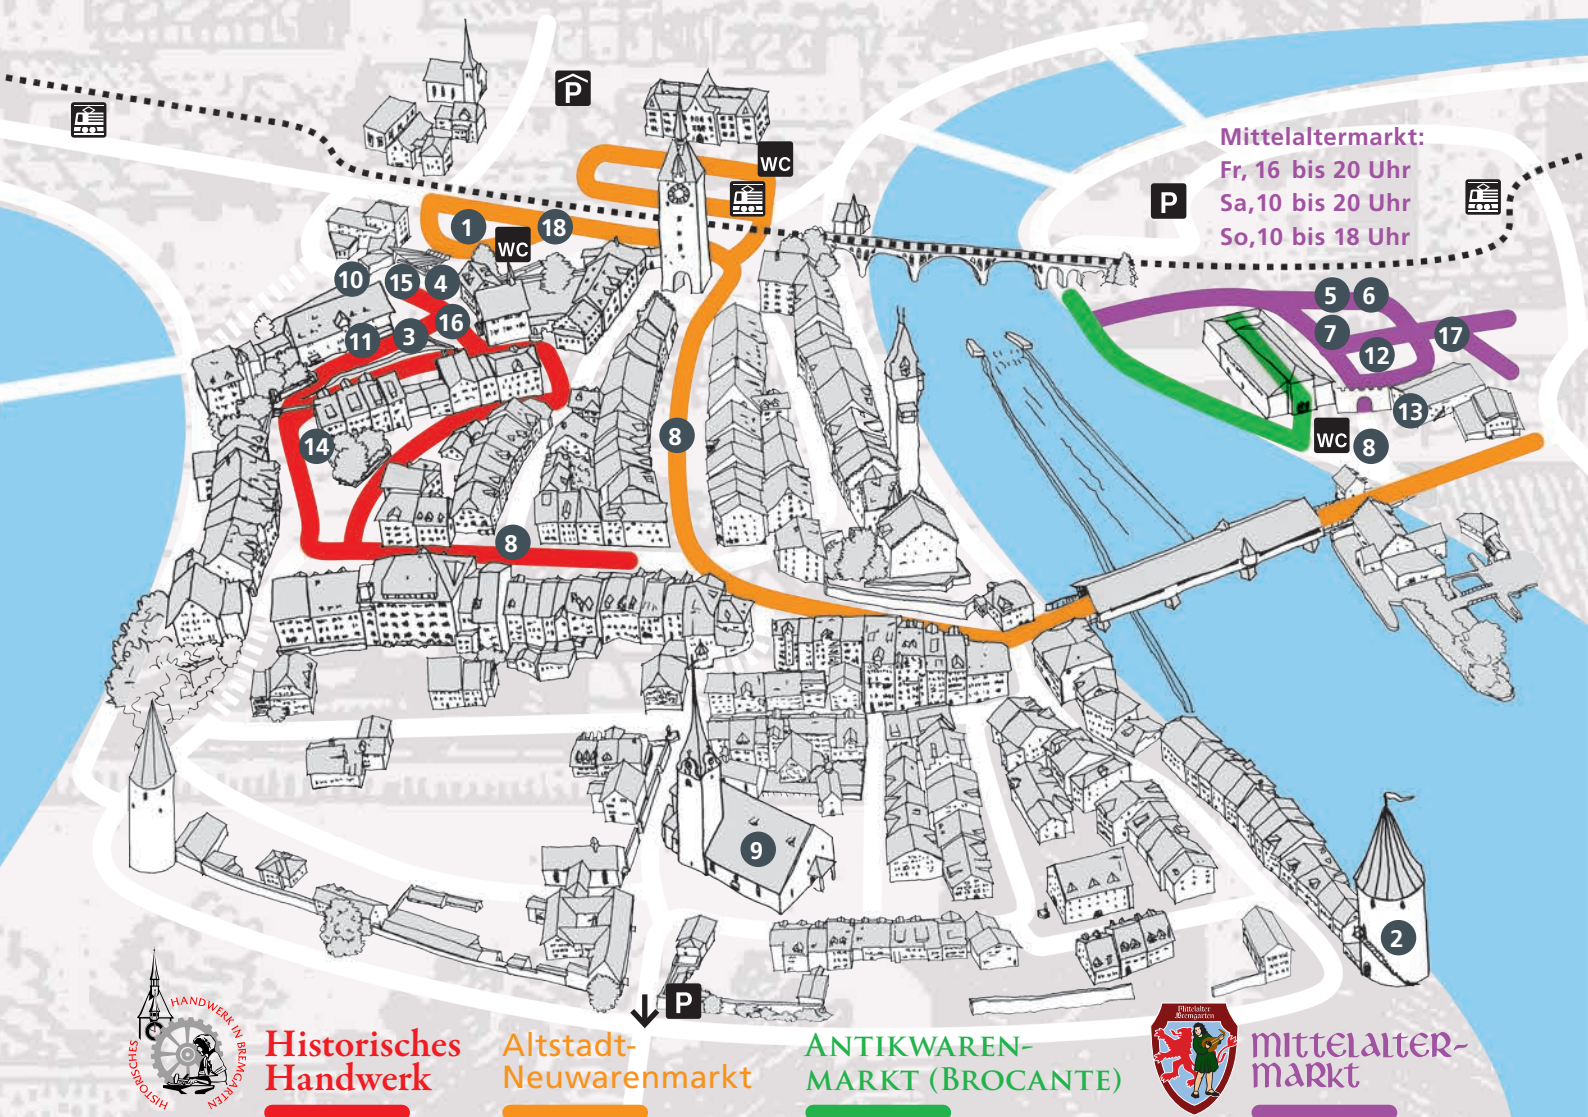 P
WC
Mittelaltermarkt:
Fr, 16 bis 20 Uhr
Sa,10 bis 20 Uhr
So,10 bis 18 Uhr
P
1
18
WC
10
15
4
5
6
16
11
3
7
17
12
13
14
8
WC
8
8
9
2
P
HISTORISCHES HANDWERK IN BREMGARTEN
Historisches
Handwerk
Altstadt-
Neuwarenmarkt
ANTIKWAREN-
MARKT (BROCANTE)
Mittelalter
Bremgarten
MITTELALTER-
MARKT